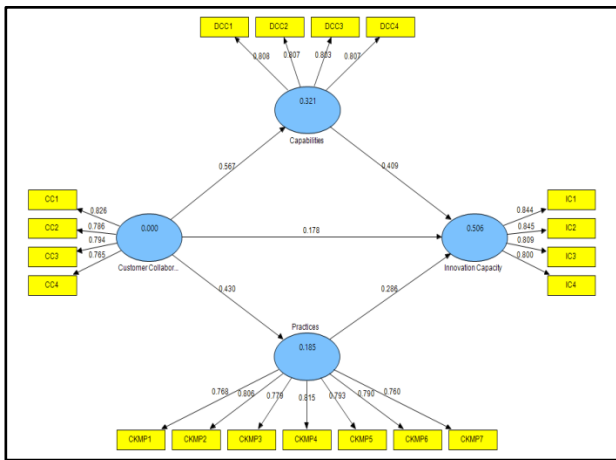 DCC1 DCC2 DCC3 DCC4
0.808 0.807 0.803 0.807
0.321
Capabilities
0.567 0.409
CC1
CC2
CC3
CC4
0.826
0.786
0.794
0.765
0.000
Customer Collabor...
0.178
0.506
Innovation Capacity
0.844
0.845
0.809
0.800
IC1
IC2
IC3
IC4
0.430 0.286
Practices
0.185
0.768 0.806 0.779 0.815 0.793 0.790 0.760
CKMP1 CKMP2 CKMP3 CKMP4 CKMP5 CKMP6 CKMP7